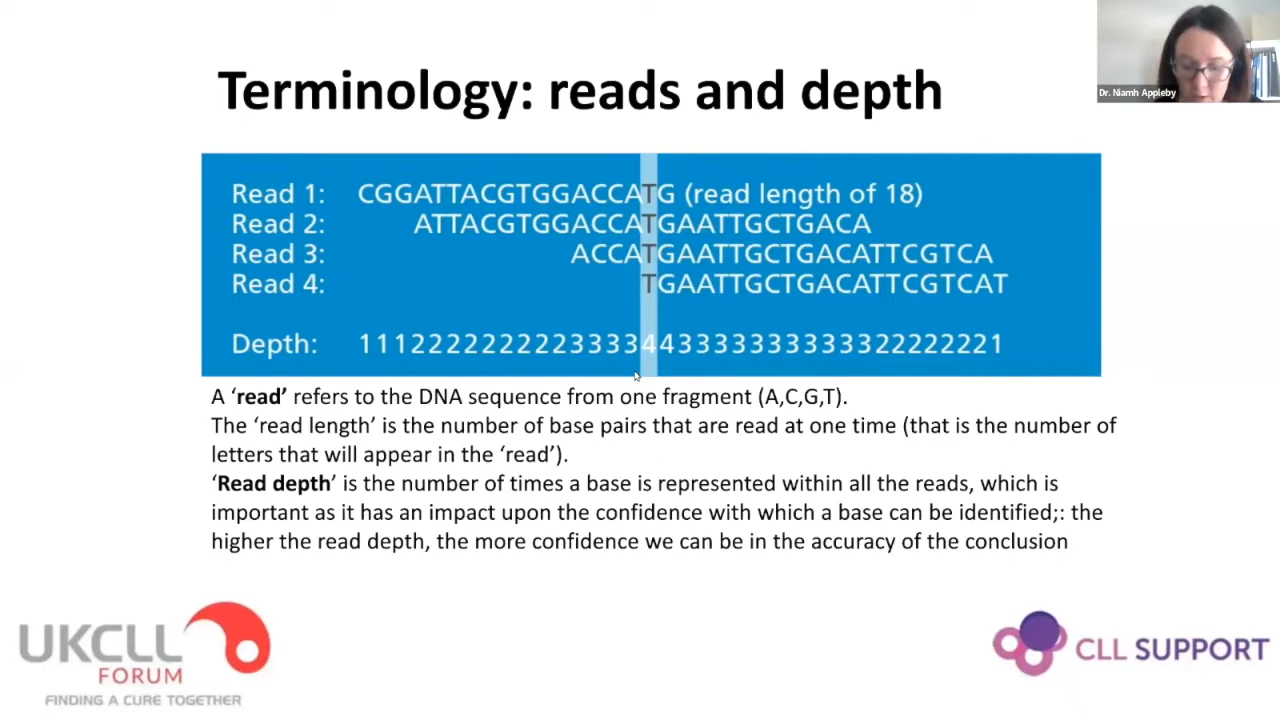 Terminology: reads and depth
Dr. Niamh Appleby
Read 1: CGGATTACGTGGACCATG (read length of 18)
Read 2: ATTACGTGGACCATGAATTGCTGACA
Read 3: ACCATGAATTGCTGACATTCGTCA
Read 4: TGAATTGCTGACATTCGTCAT
Depth: 1112222222223333443333333333322222221
A ‘read’ refers to the DNA sequence from one fragment (A,C,G,T).
The ‘read length’ is the number of base pairs that are read at one time (that is the number of
letters that will appear in the ‘read’).
‘Read depth’ is the number of times a base is represented within all the reads, which is
important as it has an impact upon the confidence with which a base can be identified;: the
higher the read depth, the more confidence we can be in the accuracy of the conclusion
UKCLL
FORUM
FINDING A CURE TOGETHER
CLL SUPPORT